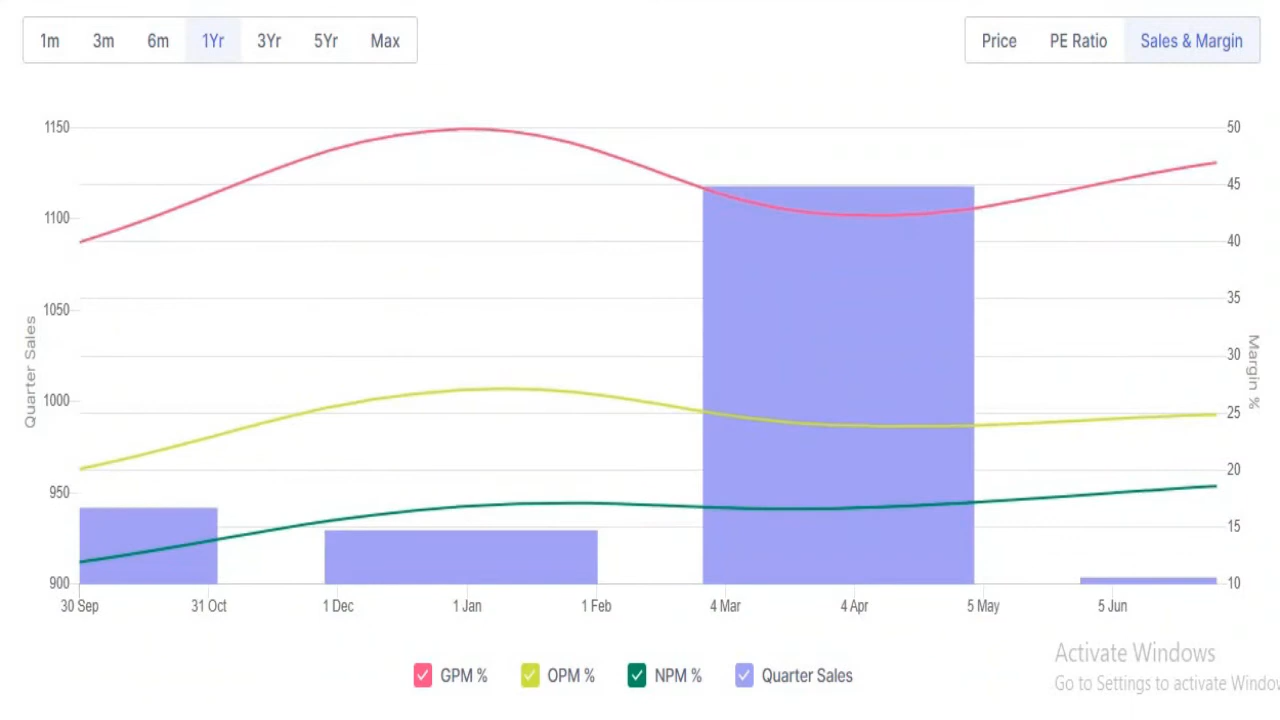 1m 3m 6m 1Yr 3Yr 5Yr Max
Price PE Ratio Sales & Margin
1150 50
45
1100
40
1050 35
30
1000
25
20
950
15
900 10
Quarter Sales
Margin %
30 Sep 31 Oct 1 Dec 1 Jan 1 Feb 4 Mar 4 Apr 5 May 5 Jun
GPM % OPM % NPM % Quarter Sales
Activate Windows
Go to Settings to activate Window